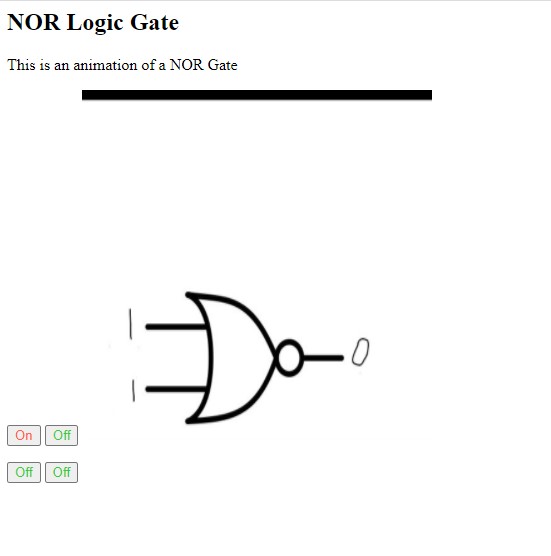 NOR Logic Gate
This is an animation of a NOR Gate
1
0
1
On Off
Off Off